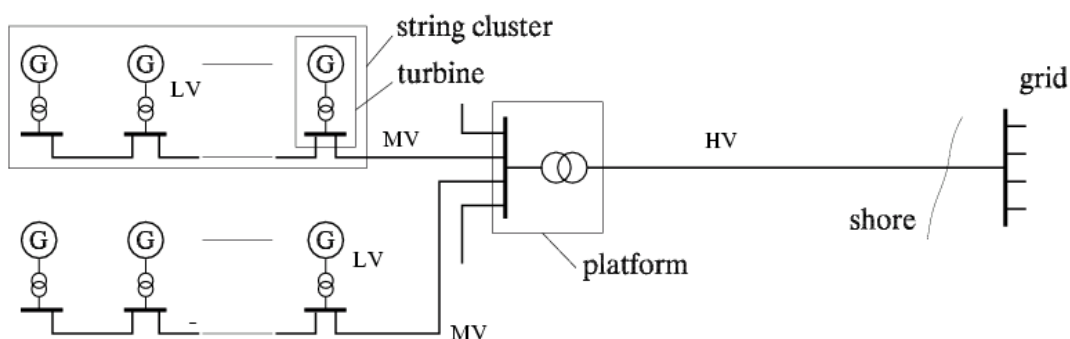 string cluster
G
G
G
turbine
LV
grid
MV
HV
shore
G
G
G
LV
platform
MV